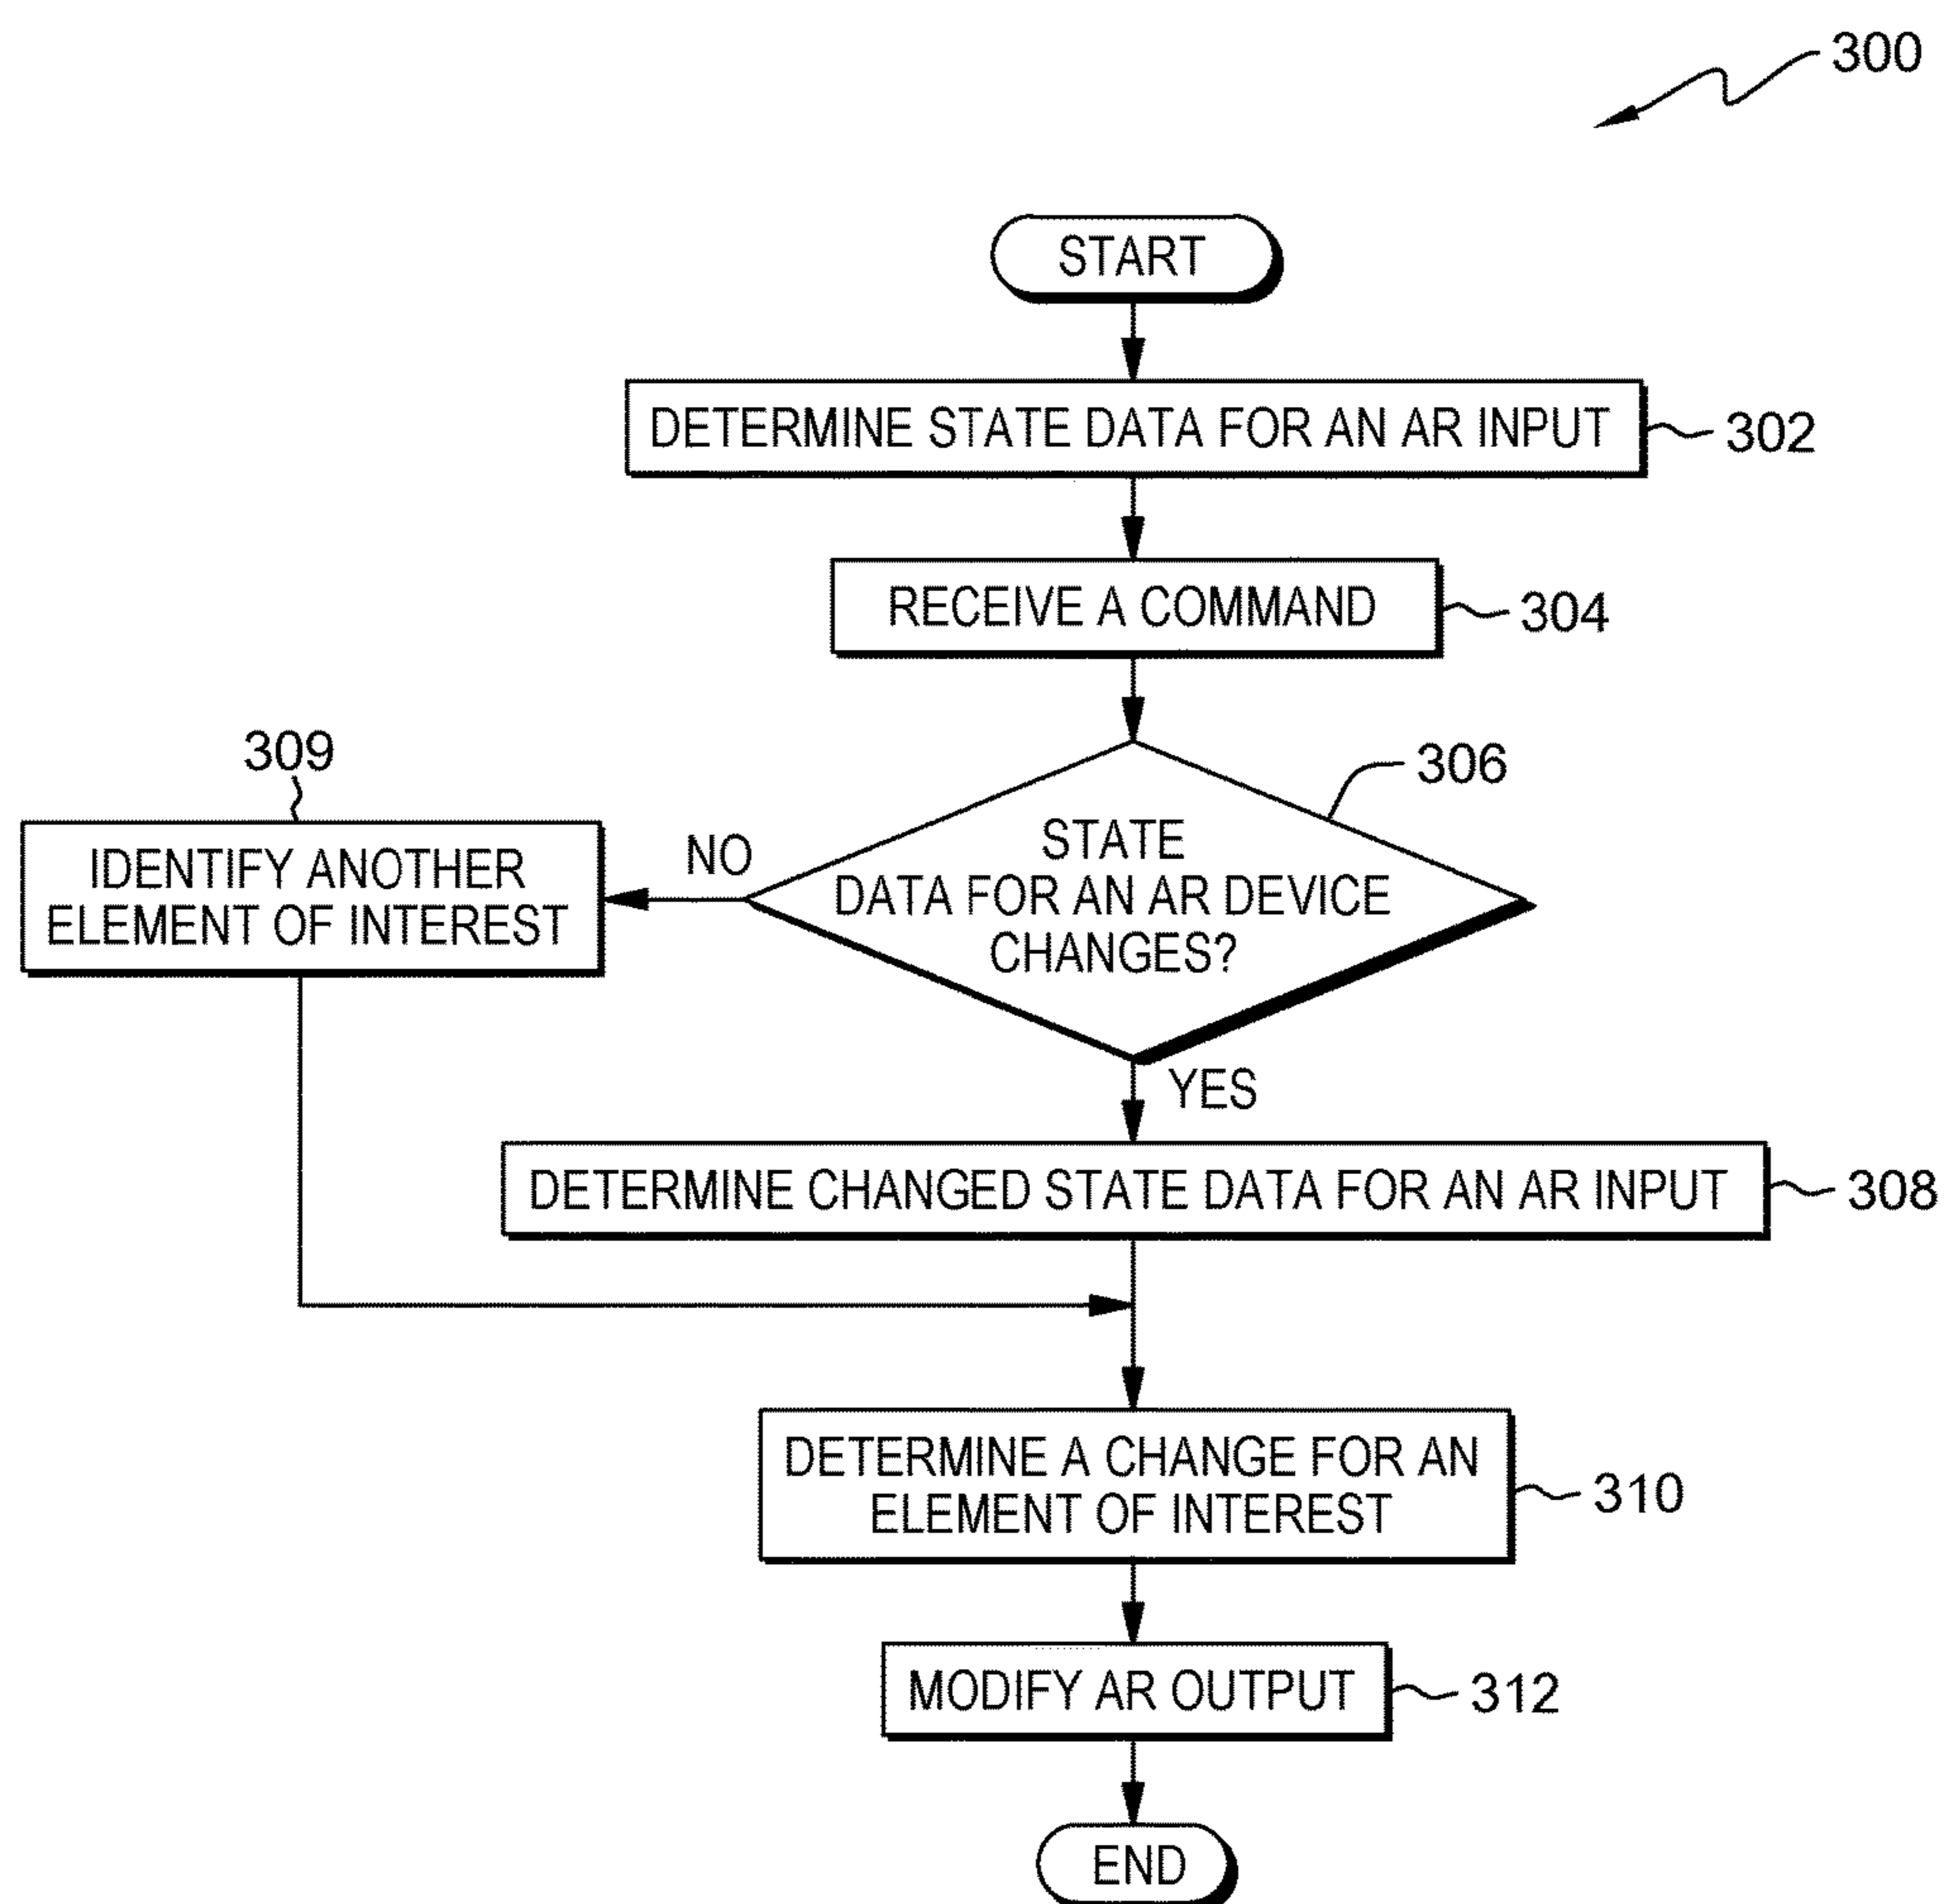 300
START
DETERMINE STATE DATA FOR AN AR INPUT
302
RECEIVE A COMMAND
304
306
STATE
DATA FOR AN AR DEVICE
CHANGES?
NO
309
IDENTIFY ANOTHER
ELEMENT OF INTEREST
YES
DETERMINE CHANGED STATE DATA FOR AN AR INPUT
308
DETERMINE A CHANGE FOR AN
ELEMENT OF INTEREST
310
MODIFY AR OUTPUT
312
END